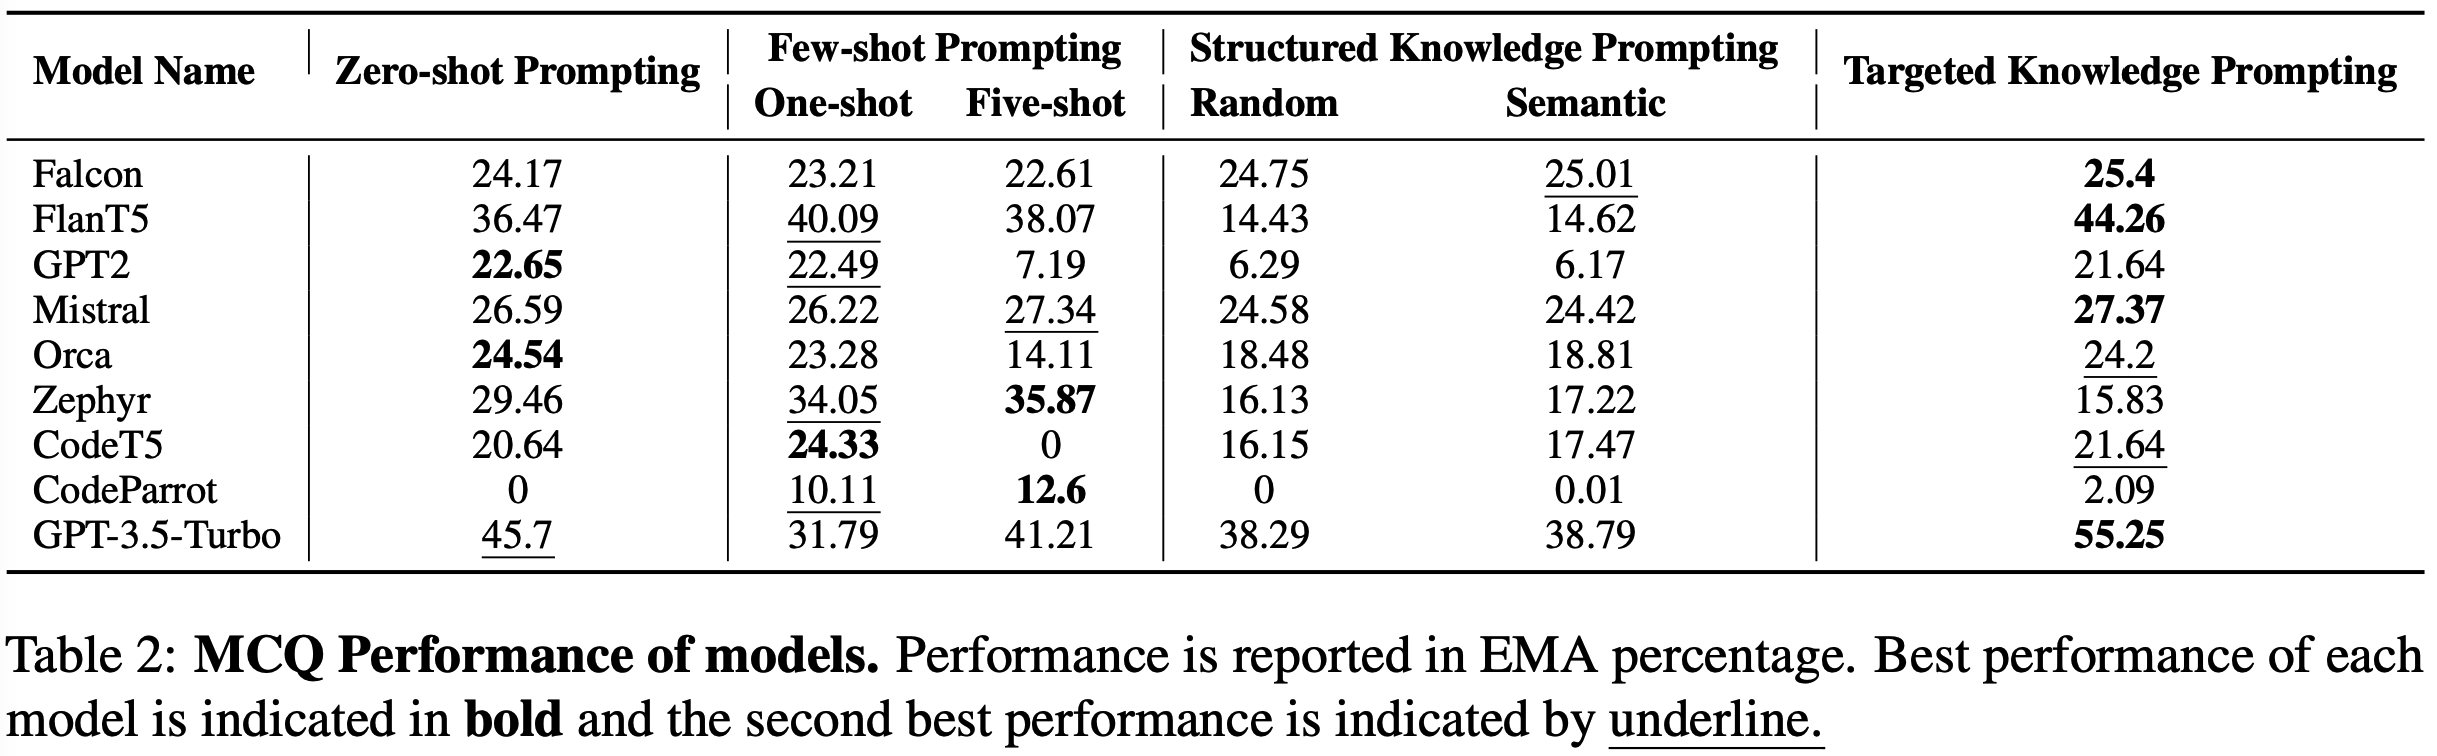 Model Name Zero-shot Prompting Few-shot Prompting Structured Knowledge Prompting Targeted Knowledge Prompting
One-shot Five-shot Random Semantic
Falcon 24.17 23.21 22.61 24.75 25.01 25.4
FlanT5 36.47 40.09 38.07 14.43 14.62 44.26
GPT2 22.65 22.49 7.19 6.29 6.17 21.64
Mistral 26.59 26.22 27.34 24.58 24.42 27.37
Orca 24.54 23.28 14.11 18.48 18.81 24.2
Zephyr 29.46 34.05 35.87 16.13 17.22 15.83
CodeT5 20.64 24.33 0 16.15 17.47 21.64
CodeParrot 0 10.11 12.6 0 0.01 2.09
GPT-3.5-Turbo 45.7 31.79 41.21 38.29 38.79 55.25
Table 2: MCQ Performance of models. Performance is reported in EMA percentage. Best performance of each
model is indicated in bold and the second best performance is indicated by underline.